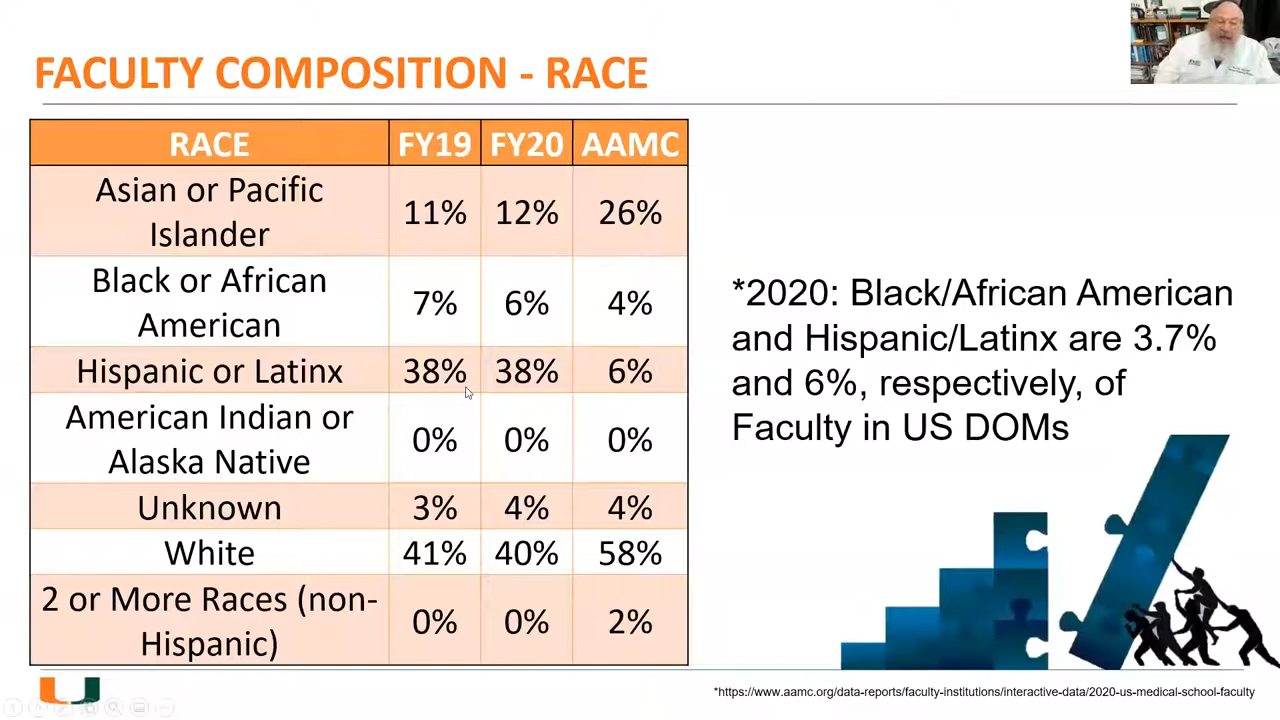 FACULTY COMPOSITION - RACE
RACE FY19 FY20 AAMC
Asian or Pacific
Islander
11% 12% 26%
Black or African
American
7% 6% 4%
Hispanic or Latinx 38% 38% 6%
American Indian or
Alaska Native
0% 0% 0%
Unknown 3% 4% 4%
White 41% 40% 58%
2 or More Races (non-
Hispanic)
0% 0% 2%
*2020: Black/African American
and Hispanic/Latinx are 3.7%
and 6%, respectively, of
Faculty in US DOMs
*https://www.aamc.org/data-reports/faculty-institutions/interactive-data/2020-us-medical-school-faculty